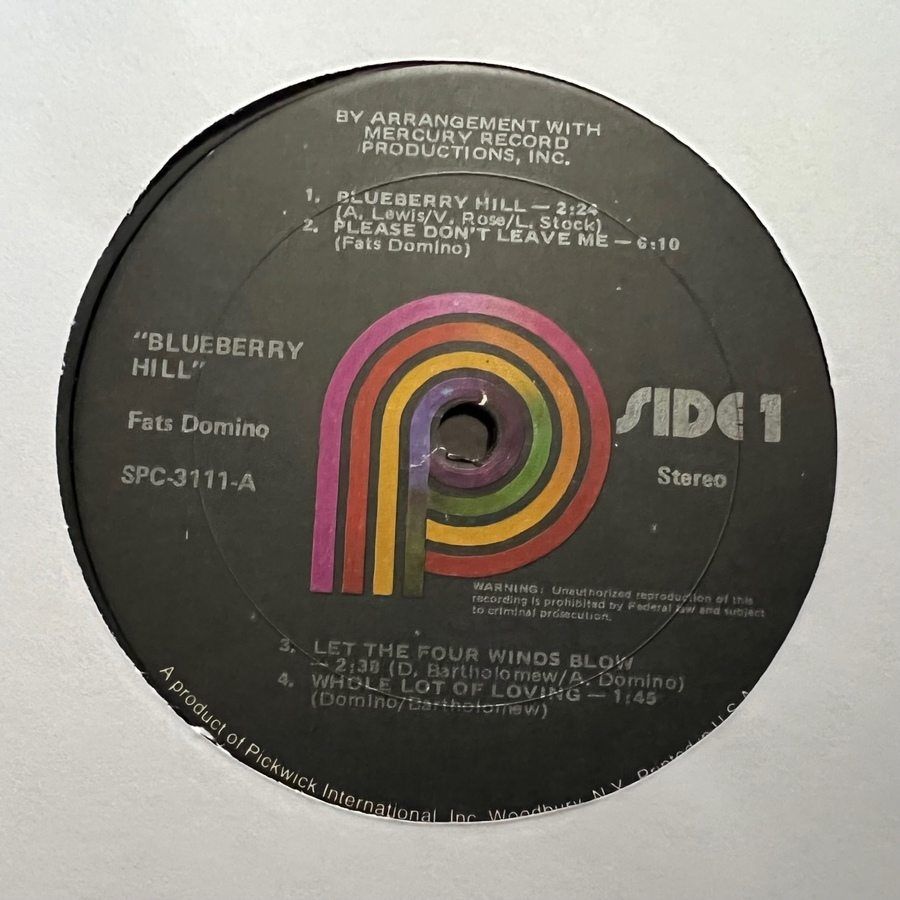 BY ARRANGEMENT WITH
MERCURY RECORD
PRODUCTIONS, INC.
1. BLUEBERRY HILL — 2:24
(A. Lewis/V. Rose/L. Stock)
2. PLEASE DON'T LEAVE ME — 6:10
(Fats Domino)
"BLUEBERRY
HILL"
Fats Domino
SPC-3111-A
SIDE 1
Stereo
WARNING: Unauthorized reproduction of this
recording is prohibited by Federal law and subject
to criminal prosecution.
3. LET THE FOUR WINDS BLOW
— 2:38 (D. Bartholomew/A. Domino)
4. WHOLE LOT OF LOVING — 1:45
(Domino/Bartholomew)
A product of Pickwick International, Inc. Woodbury, N.Y. Printed U.S.A.